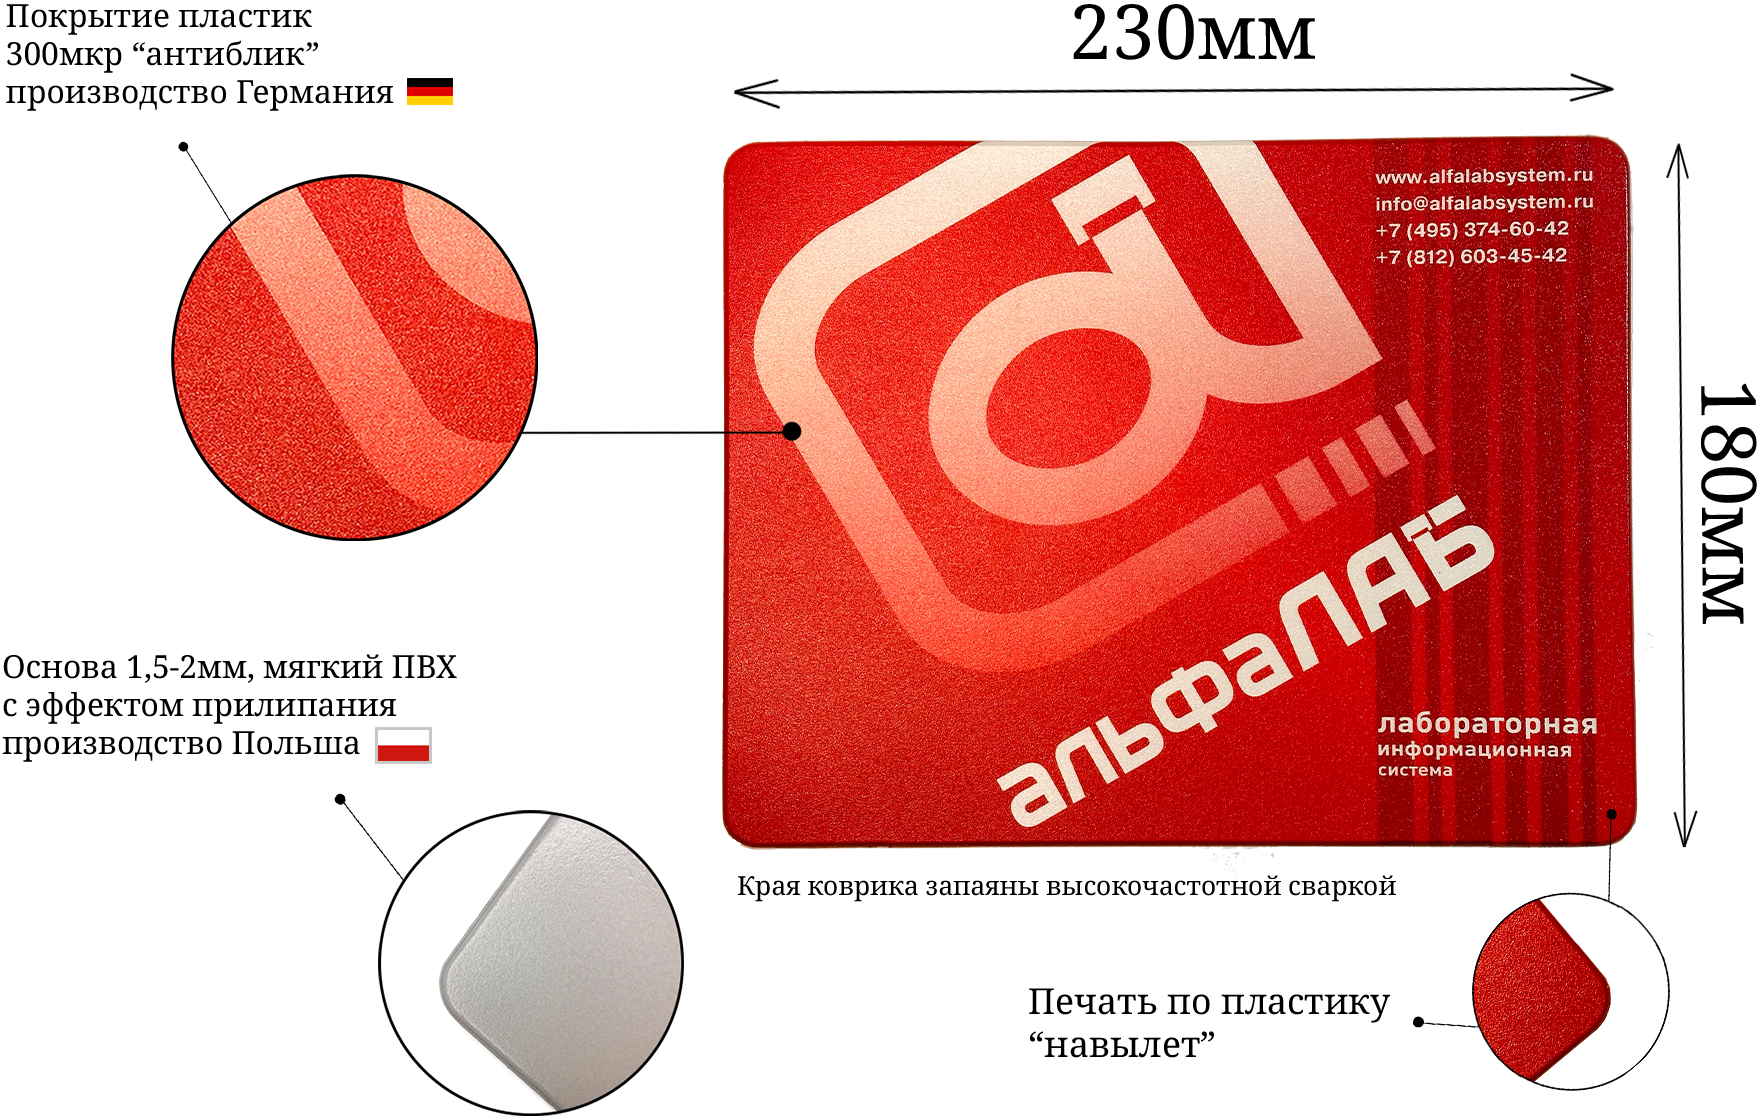 Покрытие пластик
300мкр “антиблик”
производство Германия
230мм
180мм
www.alfalabsystem.ru
info@alfalabsystem.ru
+7 (495) 374-60-42
+7 (812) 603-45-42
альфаЛАБ
лабораторная
информационная
система
Основа 1,5-2мм, мягкий ПВХ
с эффектом прилипания
производство Польша
Края коврика запаяны высокочастотной сваркой
Печать по пластику
“навылет”